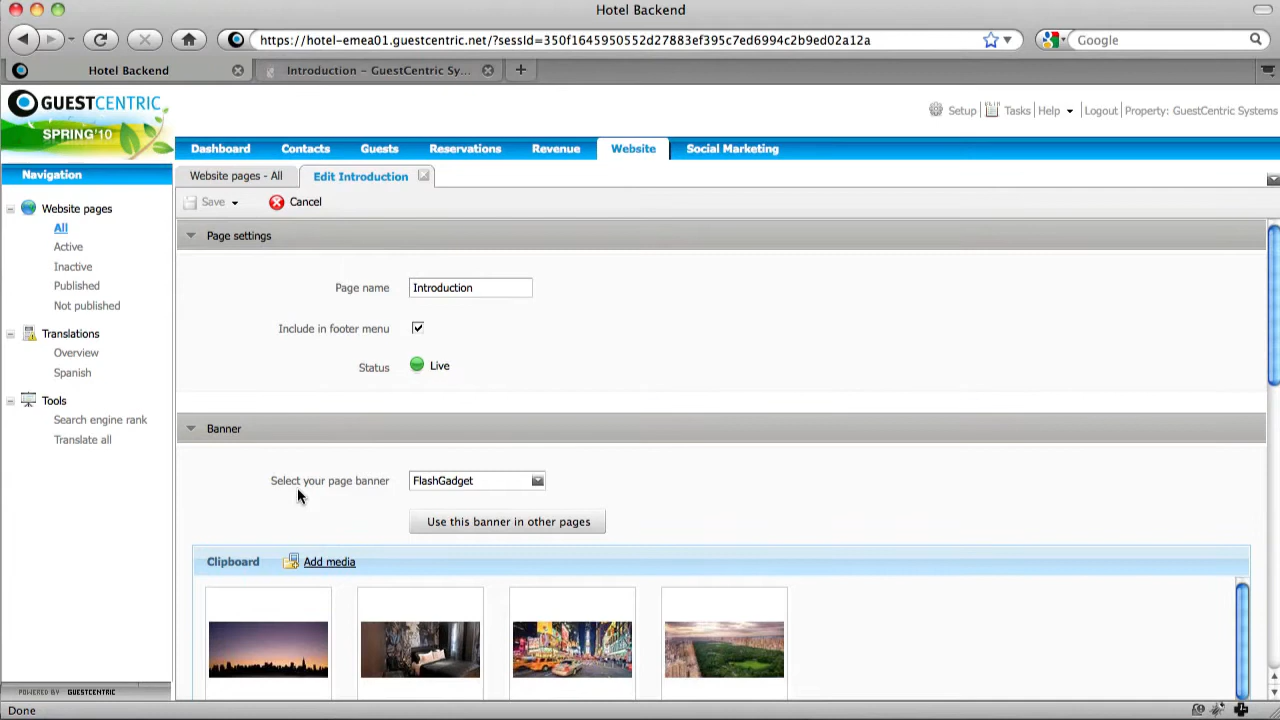 Hotel Backend
https://hotel-emea01.guestcentric.net/?sessId=350f1645950552d27883ef395c7ed6994c2b9ed02a12a
Google
Hotel Backend
Introduction – GuestCentric Sy...
GUESTCENTRIC
SPRING'10
Setup
Tasks
Help
Logout
Property: GuestCentric Systems
Dashboard
Contacts
Guests
Reservations
Revenue
Website
Social Marketing
Navigation
Website pages
All
Active
Inactive
Published
Not published
Translations
Overview
Spanish
Tools
Search engine rank
Translate all
POWERED BY GUESTCENTRIC
Website pages - All
Edit Introduction
Save
Cancel
Page settings
Page name
Introduction
Include in footer menu
Status
Live
Banner
Select your page banner
FlashGadget
Use this banner in other pages
Clipboard
Add media
Done